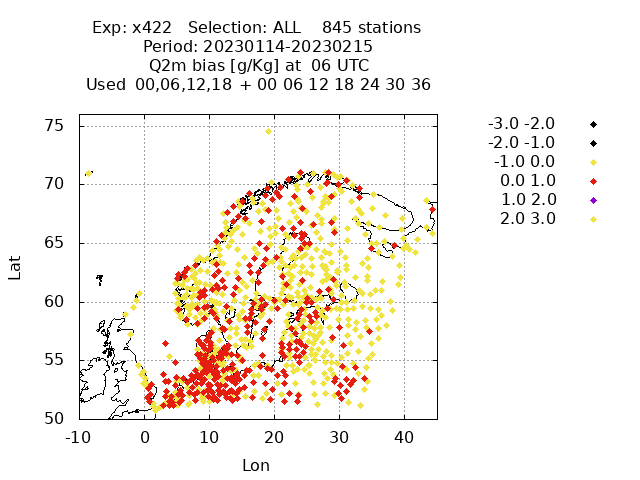 Exp: x422   Selection: ALL    845 stations
Period: 20230114-20230215
Q2m bias [g/Kg] at  06 UTC
Used  00,06,12,18 + 00 06 12 18 24 30 36
-3.0 -2.0
-2.0 -1.0
-1.0 0.0
0.0 1.0
1.0 2.0
2.0 3.0
75
70
65
60
55
50
Lat
-10 0 10 20 30 40
Lon